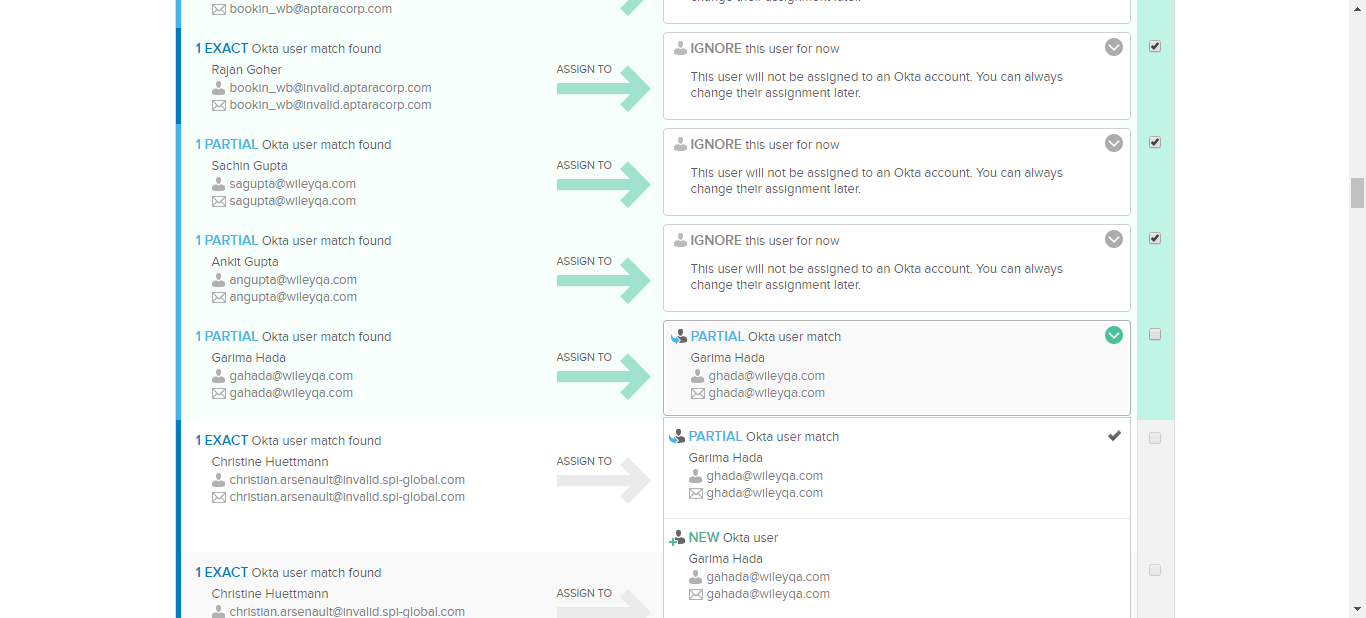 change their assignment later.
bookin_wb@aptaracorp.com
1 EXACT Okta user match found
Rajan Goher
bookin_wb@invalid.aptaracorp.com
bookin_wb@invalid.aptaracorp.com
ASSIGN TO
IGNORE this user for now
This user will not be assigned to an Okta account. You can always
change their assignment later.
1 PARTIAL Okta user match found
Sachin Gupta
sagupta@wileyqa.com
sagupta@wileyqa.com
ASSIGN TO
IGNORE this user for now
This user will not be assigned to an Okta account. You can always
change their assignment later.
1 PARTIAL Okta user match found
Ankit Gupta
angupta@wileyqa.com
angupta@wileyqa.com
ASSIGN TO
IGNORE this user for now
This user will not be assigned to an Okta account. You can always
change their assignment later.
1 PARTIAL Okta user match found
Garima Hada
gahada@wileyqa.com
gahada@wileyqa.com
ASSIGN TO
PARTIAL Okta user match
Garima Hada
ghada@wileyqa.com
ghada@wileyqa.com
1 EXACT Okta user match found
Christine Huettmann
christian.arsenault@invalid.spi-global.com
christian.arsenault@invalid.spi-global.com
ASSIGN TO
PARTIAL Okta user match
Garima Hada
ghada@wileyqa.com
ghada@wileyqa.com
NEW Okta user
Garima Hada
gahada@wileyqa.com
gahada@wileyqa.com
1 EXACT Okta user match found
Christine Huettmann
christian.arsenault@invalid.spi-global.com
ASSIGN TO